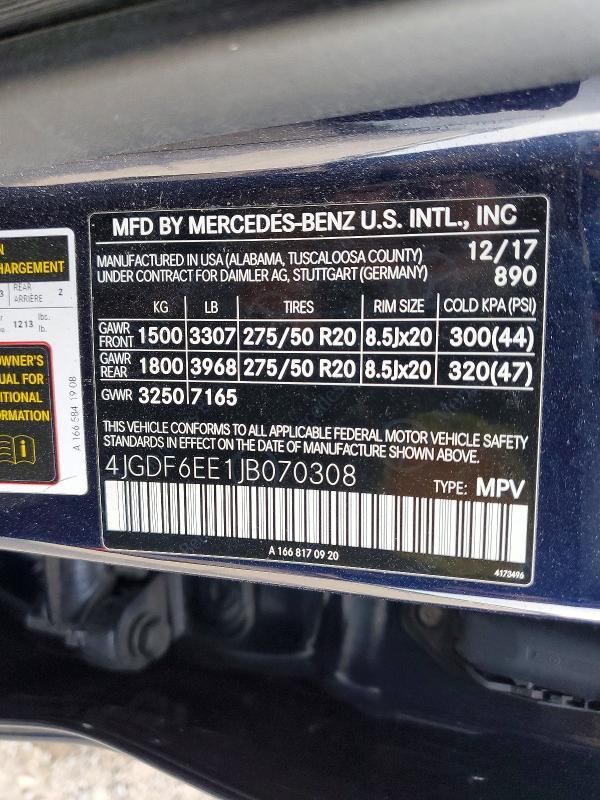 MFD BY MERCEDES-BENZ U.S. INTL., INC
MANUFACTURED IN USA (ALABAMA, TUSCALOOSA COUNTY) 12/17
UNDER CONTRACT FOR DAIMLER AG, STUTTGART (GERMANY) 890
KG LB TIRES RIM SIZE COLD KPA(PSI)
GAWR FRONT 1500 3307 275/50 R20 8.5Jx20 300(44)
GAWR REAR 1800 3968 275/50 R20 8.5Jx20 320(47)
GVWR 3250 7165
THIS VEHICLE CONFORMS TO ALL APPLICABLE FEDERAL MOTOR VEHICLE SAFETY
STANDARDS IN EFFECT ON THE DATE OF MANUFACTURE SHOWN ABOVE.
4JGDF6EE1JB070308 TYPE: MPV
A 166 817 09 20
4173496
HARGEMENT
REAR
ARRIÈRE 2
1213 lbs.
lb.
OWNER'S
FOR
A 166 584 19 08